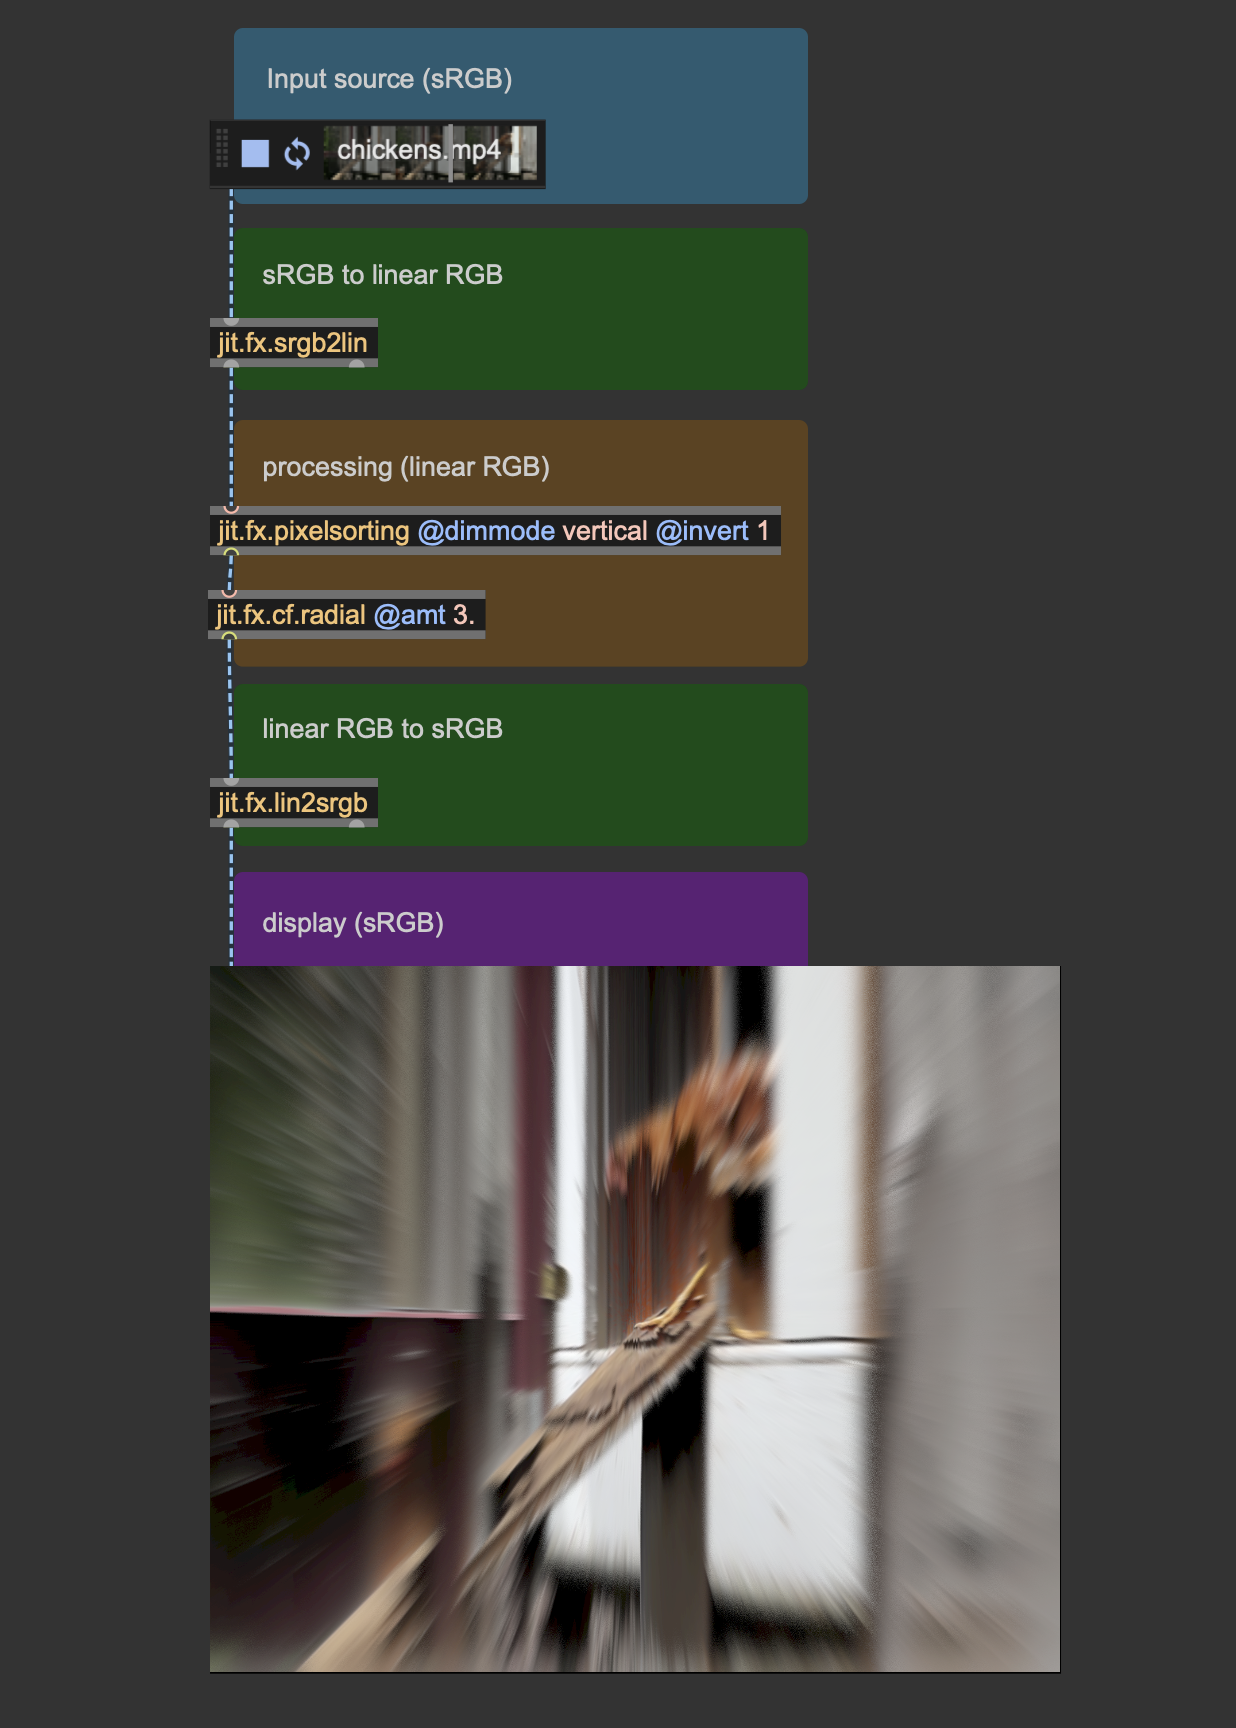 Input source (sRGB)
chickens.mp4
sRGB to linear RGB
jit.fx.srgb2lin
processing (linear RGB)
jit.fx.pixelsorting @dimmode vertical @invert 1
jit.fx.cf.radial @amt 3.
linear RGB to sRGB
jit.fx.lin2srgb
display (sRGB)